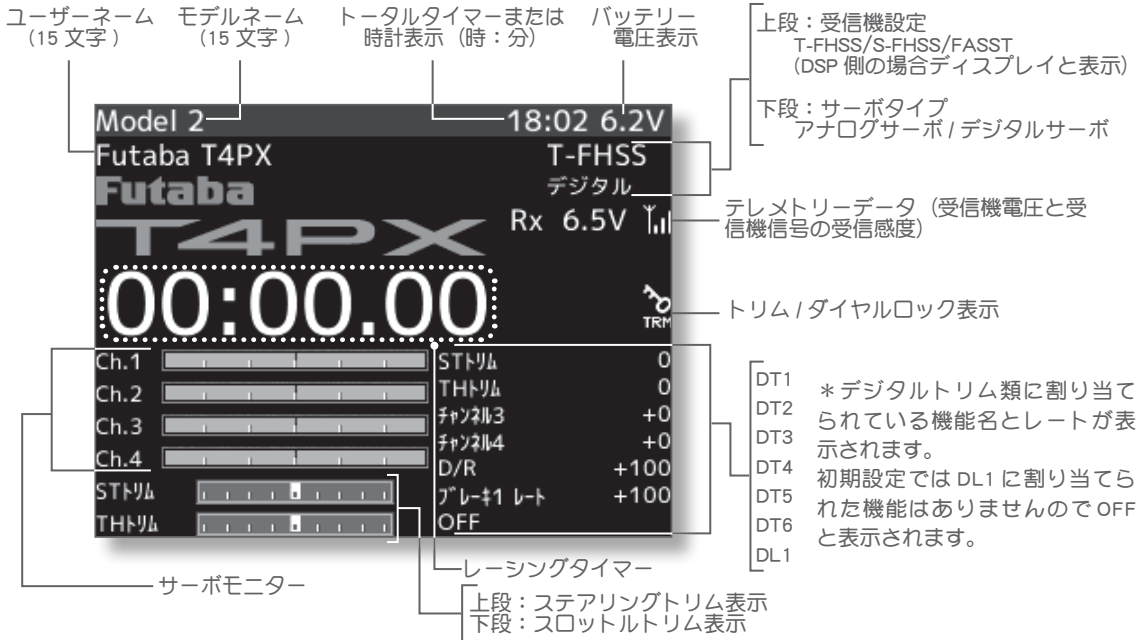 ユーザーネーム
(15 文字 )
モデルネーム
(15 文字 )
トータルタイマーまたは
時計表示（時：分）
バッテリー
電圧表示
上段：受信機設定
T-FHSS/S-FHSS/FASST
（DSP 側の場合ディスプレイと表示）
下段：サーボタイプ
アナログサーボ / デジタルサーボ
Model 2
18:02 6.2V
Futaba T4PX
T-FHSS
Futaba
デジタル
T4PX
Rx 6.5V
テレメトリーデータ（受信機電圧と受
信機信号の受信感度）
00:00.00
TRM
トリム / ダイヤルロック表示
Ch.1
Ch.2
Ch.3
Ch.4
STﾄﾘﾑ
THﾄﾘﾑ
STﾄﾘﾑ 0
THﾄﾘﾑ 0
ﾁｬﾝﾈﾙ3 +0
ﾁｬﾝﾈﾙ4 +0
D/R +100
ﾌﾞﾚｰｷ1 ﾚｰﾄ +100
OFF
DT1
DT2
DT3
DT4
DT5
DT6
DL1
＊デジタルトリム類に割り当て
られている機能名とレートが表
示されます。
初期設定では DL1 に割り当てら
れた機能はありませんので OFF
と表示されます。
サーボモニター
レーシングタイマー
上段：ステアリングトリム表示
下段：スロットルトリム表示